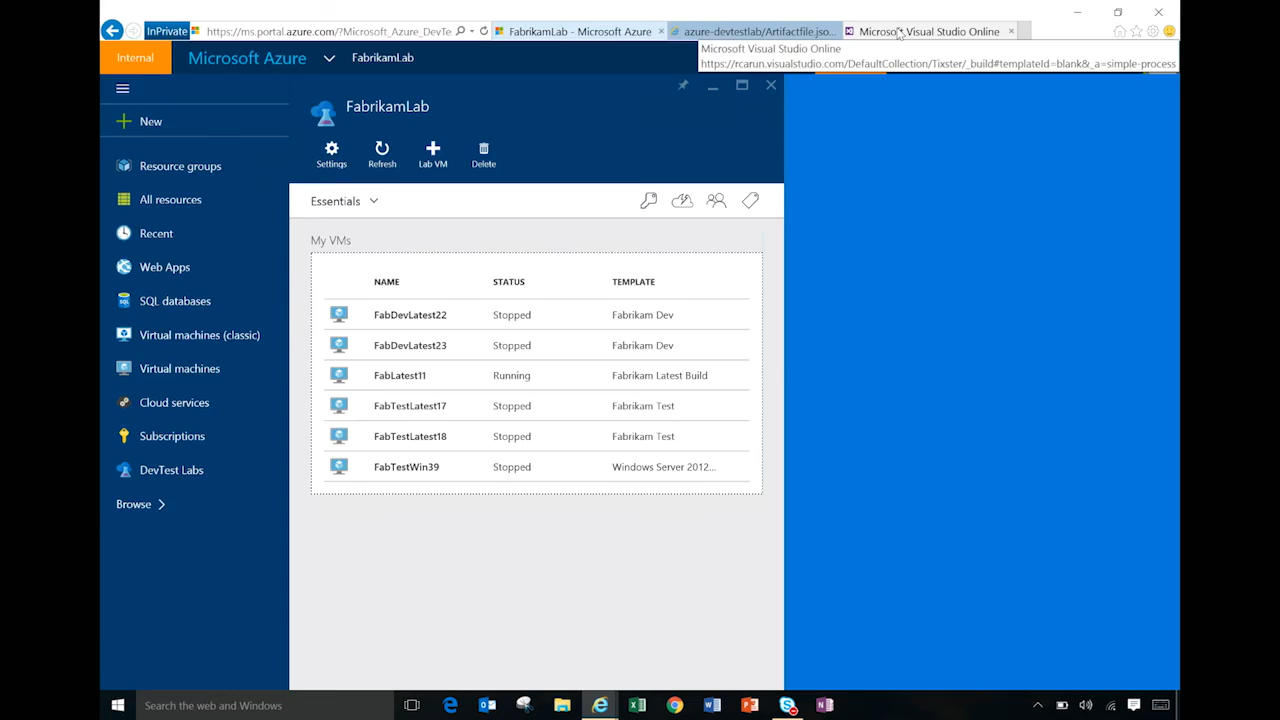 InPrivate
https://ms.portal.azure.com/?Microsoft_Azure_DevTe
FabrikamLab - Microsoft Azure
azure-devtestlab/Artifactfile.jso...
Microsoft Visual Studio Online
Internal
Microsoft Azure
FabrikamLab
Microsoft Visual Studio Online
https://rcarun.visualstudio.com/DefaultCollection/Tixster/_build#templateId=blank&_a=simple-process
New
Resource groups
All resources
Recent
Web Apps
SQL databases
Virtual machines (classic)
Virtual machines
Cloud services
Subscriptions
DevTest Labs
Browse
FabrikamLab
Settings
Refresh
Lab VM
Delete
Essentials
My VMs
NAME STATUS TEMPLATE
FabDevLatest22 Stopped Fabrikam Dev
FabDevLatest23 Stopped Fabrikam Dev
FabLatest11 Running Fabrikam Latest Build
FabTestLatest17 Stopped Fabrikam Test
FabTestLatest18 Stopped Fabrikam Test
FabTestWin39 Stopped Windows Server 2012...
Search the web and Windows